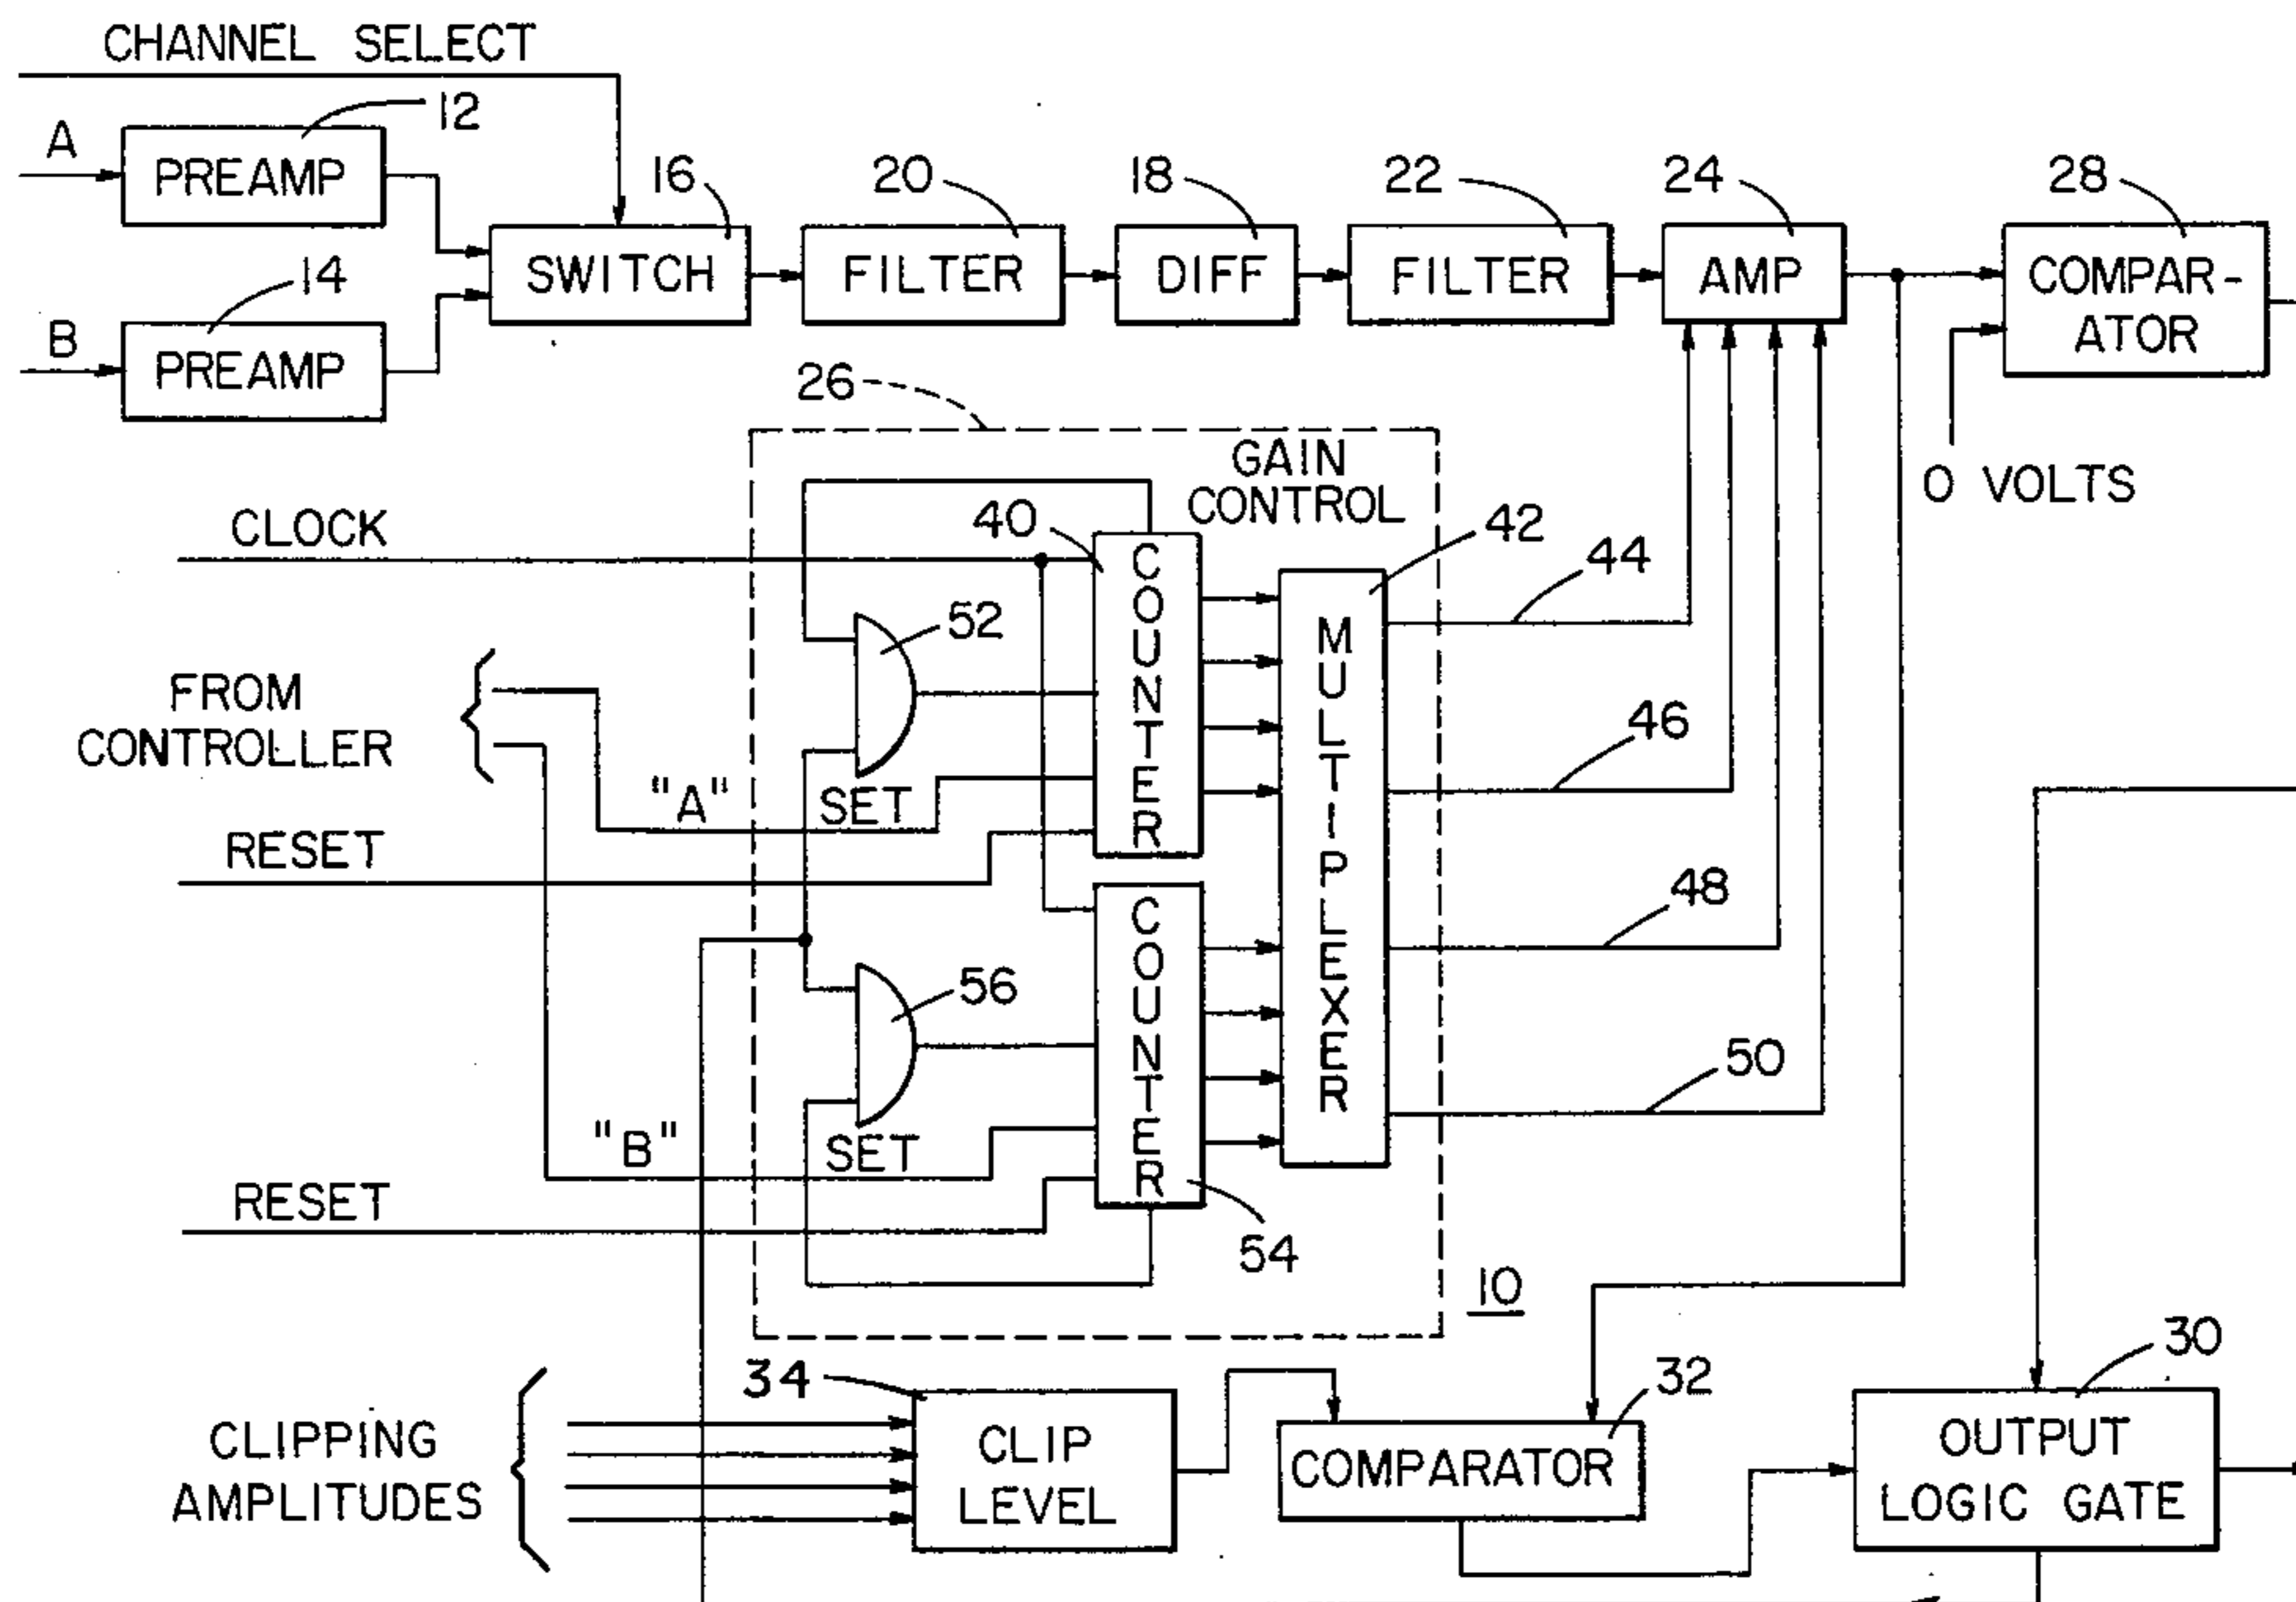 CHANNEL SELECT
A
PREAMP
12
B
PREAMP
14
SWITCH
16
FILTER
20
DIFF
18
FILTER
22
AMP
24
COMPAR-
ATOR
28
0 VOLTS
26
GAIN
CONTROL
CLOCK
40
COUNTER
42
MULTIPLEXER
44
46
48
50
52
FROM
CONTROLLER
"A"
SET
RESET
COUNTER
56
"B"
SET
RESET
54
10
34
CLIPPING
AMPLITUDES
CLIP
LEVEL
COMPARATOR
32
OUTPUT
LOGIC GATE
30